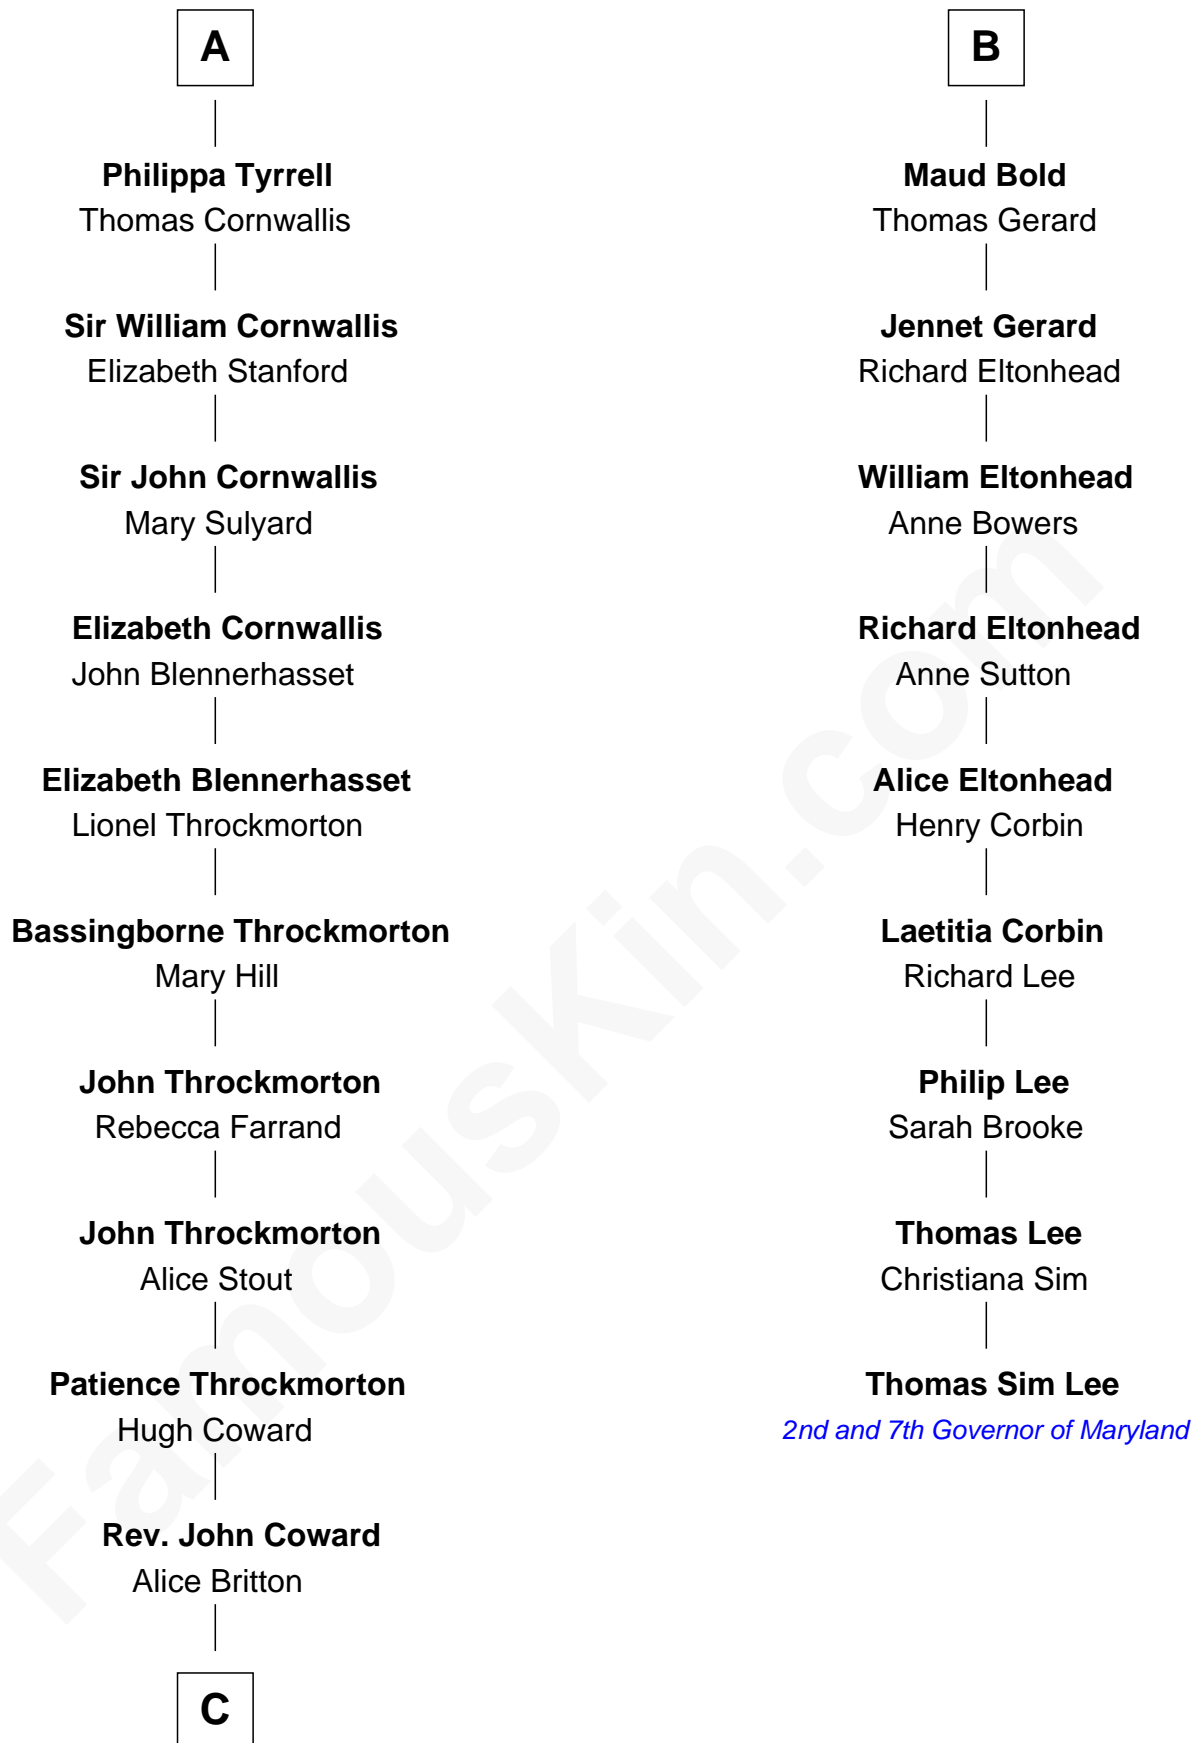 A
Philippa Tyrrell
Thomas Cornwallis
Sir William Cornwallis
Elizabeth Stanford
Sir John Cornwallis
Mary Sulyard
Elizabeth Cornwallis
John Blennerhasset
Elizabeth Blennerhasset
Lionel Throckmorton
Bassingborne Throckmorton
Mary Hill
John Throckmorton
Rebecca Farrand
John Throckmorton
Alice Stout
Patience Throckmorton
Hugh Coward
Rev. John Coward
Alice Britton
C
B
Maud Bold
Thomas Gerard
Jennet Gerard
Richard Eltonhead
William Eltonhead
Anne Bowers
Richard Eltonhead
Anne Sutton
Alice Eltonhead
Henry Corbin
Laetitia Corbin
Richard Lee
Philip Lee
Sarah Brooke
Thomas Lee
Christiana Sim
Thomas Sim Lee
2nd and 7th Governor of Maryland
FamousKin.com